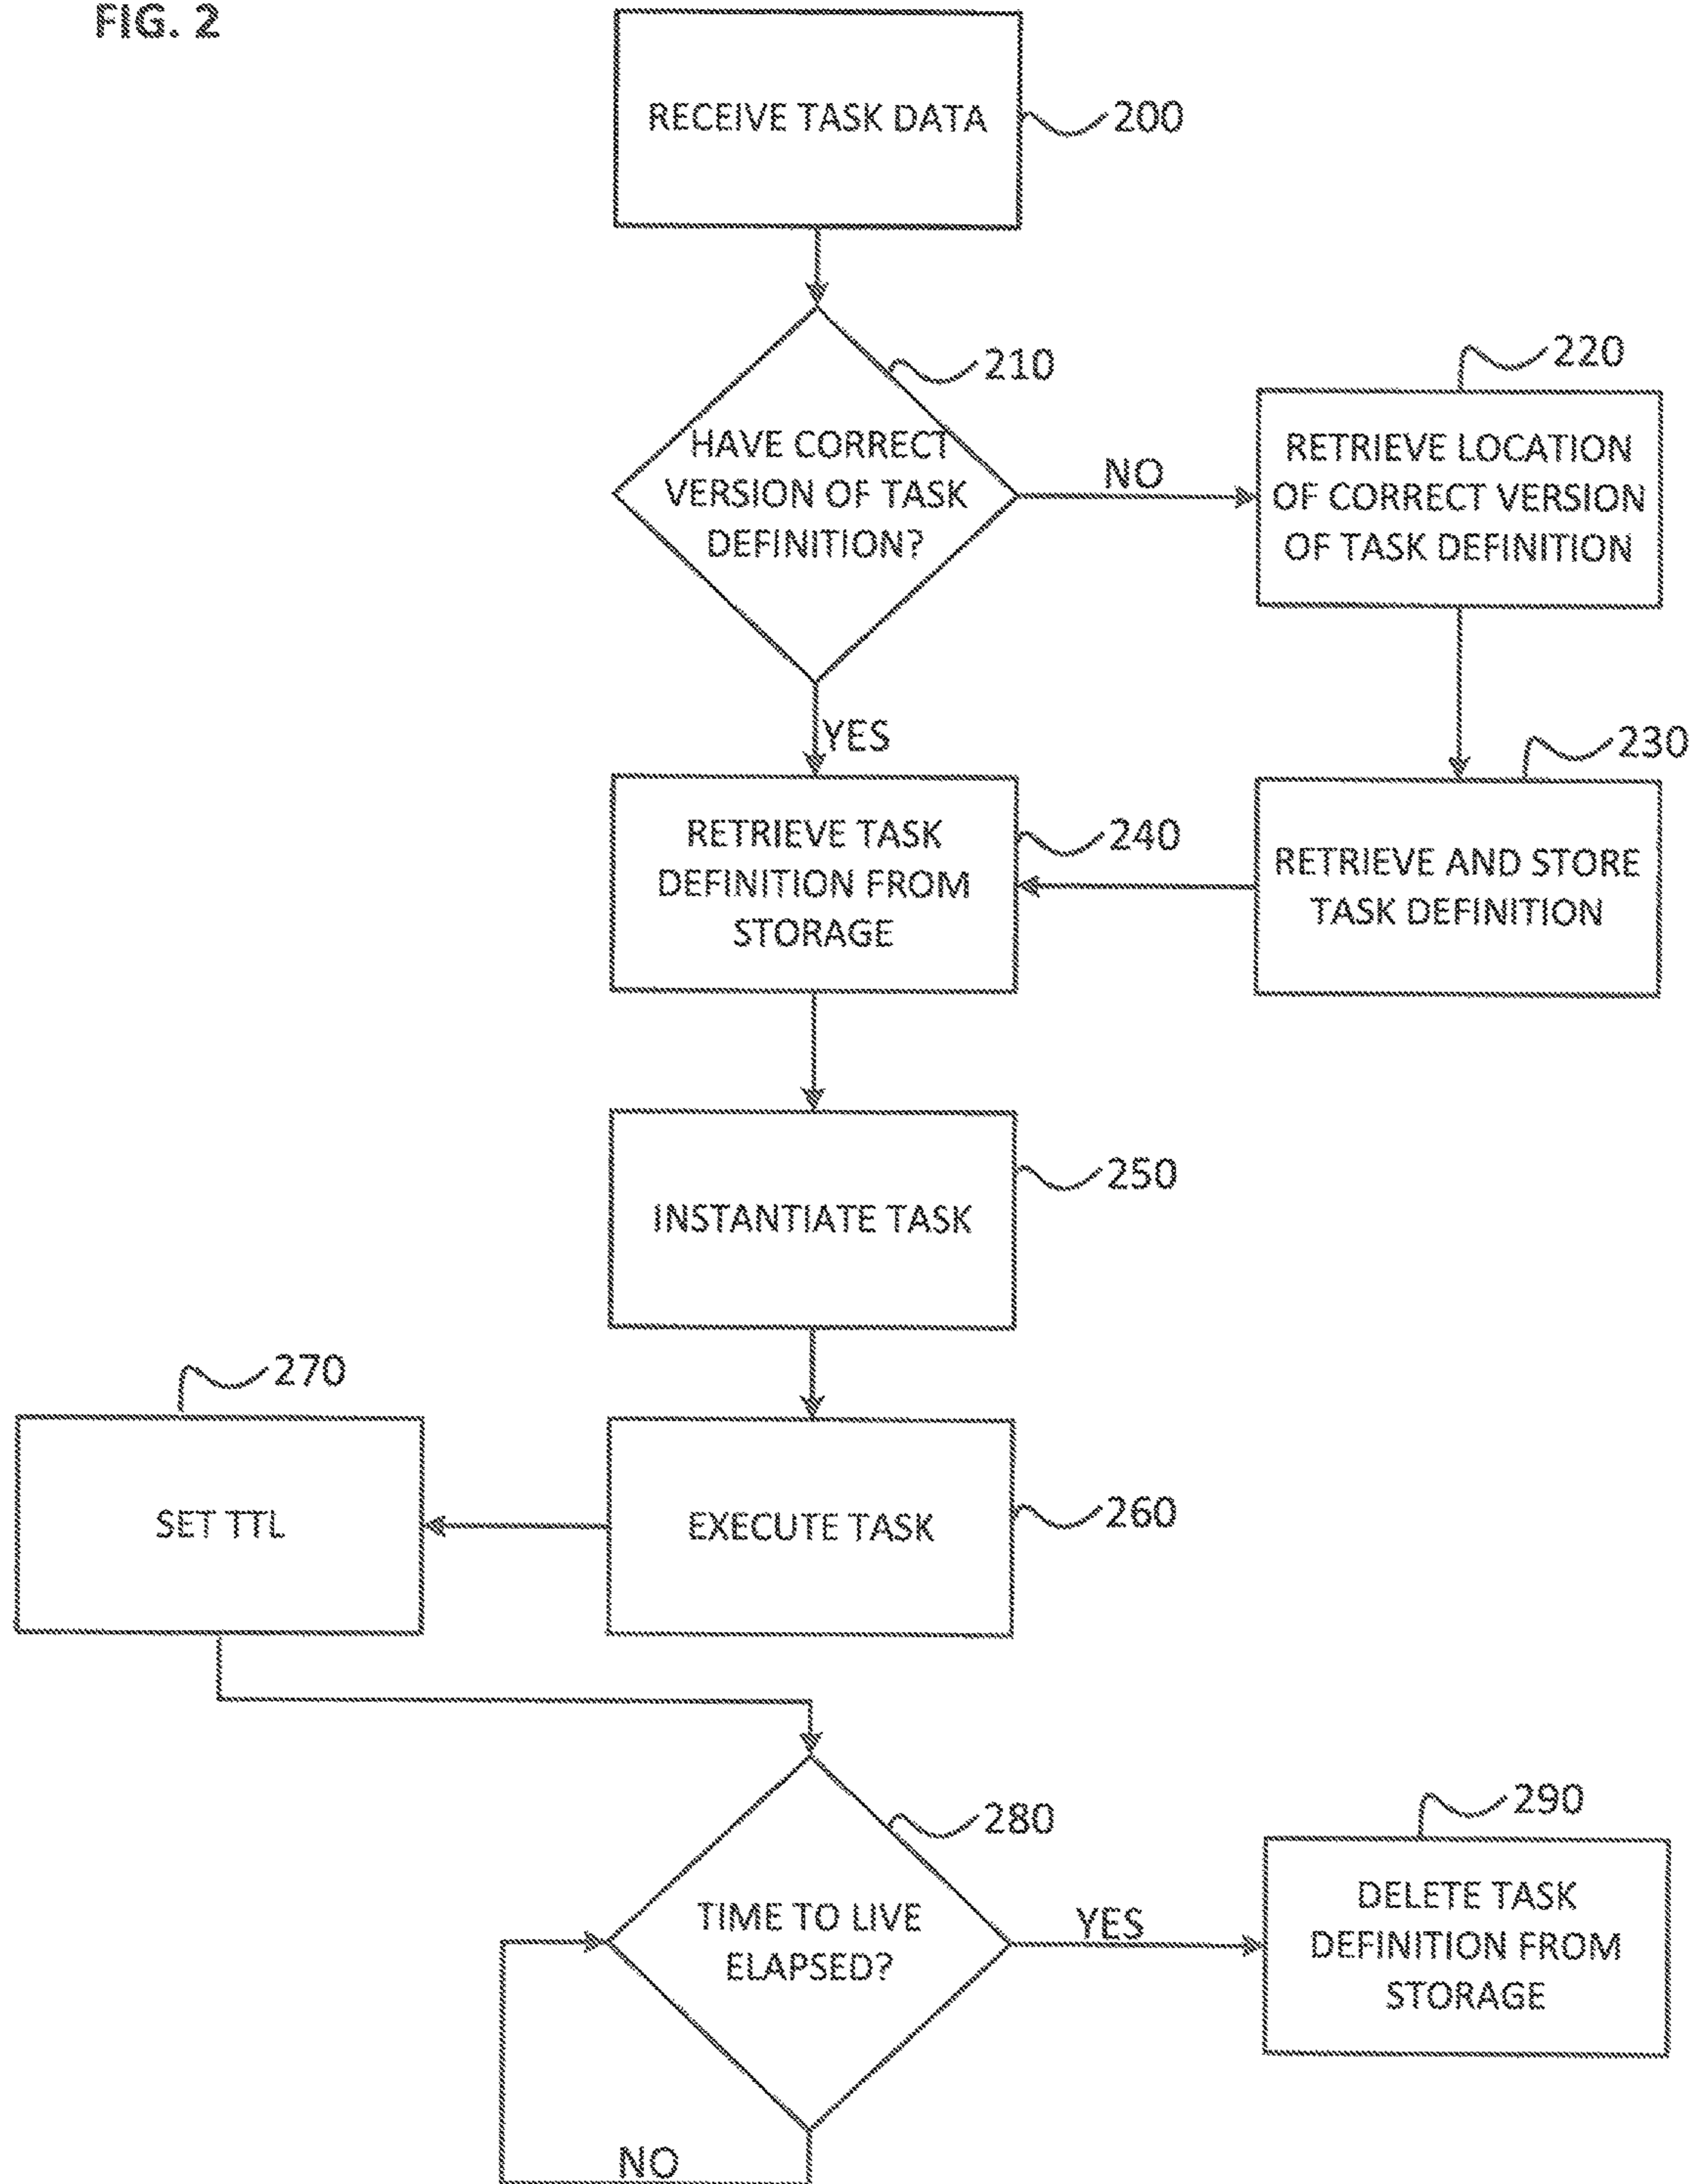 FIG. 2
RECEIVE TASK DATA
200
210
HAVE CORRECT
VERSION OF TASK
DEFINITION?
NO
220
RETRIEVE LOCATION
OF CORRECT VERSION
OF TASK DEFINITION
YES
230
RETRIEVE AND STORE
TASK DEFINITION
240
RETRIEVE TASK
DEFINITION FROM
STORAGE
250
INSTANTIATE TASK
260
EXECUTE TASK
270
SET TTL
280
TIME TO LIVE
ELAPSED?
YES
290
DELETE TASK
DEFINITION FROM
STORAGE
NO